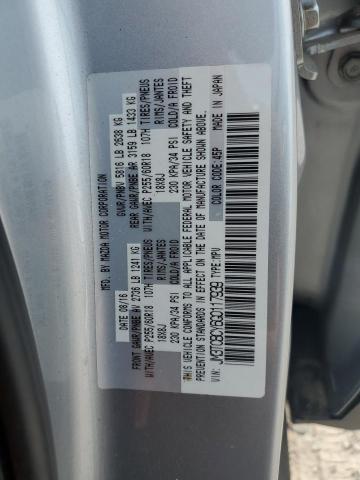 MFD. BY MAZDA MOTOR CORPORATION
DATE 08/16 GVWR/PNBV 5816 LB 2638 KG
FRONT GAWR/PNBE AV 2736 LB 1241 KG REAR GAWR/PNBE AR 3159 LB 1433 KG
WITH/AVEC P255/60R18 107H TIRES/PNEUS WITH/AVEC P255/60R18 107H TIRES/PNEUS
18X8J RIMS/JANTES 18X8J RIMS/JANTES
230 KPA/34 PSI COLD/A FROID 230 KPA/34 PSI COLD/A FROID
THIS VEHICLE CONFORMS TO ALL APPLICABLE FEDERAL MOTOR VEHICLE SAFETY AND THEFT
PREVENTION STANDARDS IN EFFECT ON THE DATE OF MANUFACTURE SHOWN ABOVE.
VIN: TYPE: MPV MADE IN JAPAN
COLOR CODE: 45P